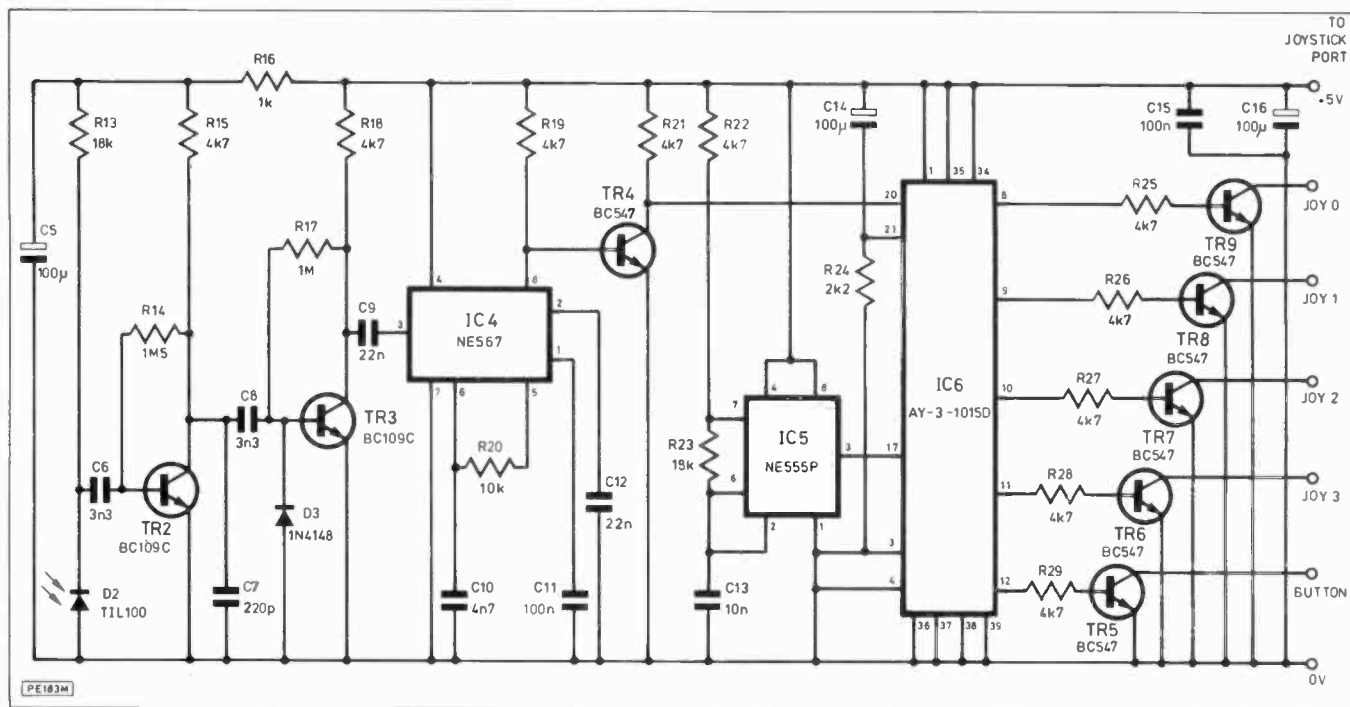 TO
JOYSTICK
PORT
R16
1k
R13
18k
R15
4k7
R18
4k7
R19
4k7
R21
4k7
R22
4k7
C14
100µ
C15
100n
C16
100µ
+5V
C5
100µ
R14
1M5
R17
1M
C9
22n
3
4
8
2
1
7
6
5
IC4
NE567
TR4
BC547
C8
3n3
TR3
BC109C
C6
3n3
TR2
BC109C
D2
TIL100
C7
220p
D3
1N4148
R20
10k
C10
4n7
C11
100n
C12
22n
R23
18k
C13
10n
7
6
2
4
8
3
1
IC5
NE555P
R24
2k2
1
35
34
20
21
17
3
4
36
37
38
39
8
9
10
11
12
IC6
AY-3-1015D
R25
4k7
TR9
BC547
JOY 0
R26
4k7
TR8
BC547
JOY 1
R27
4k7
TR7
BC547
JOY 2
R28
4k7
TR6
BC547
JOY 3
R29
4k7
TR5
BC547
BUTTON
0V
PE183M